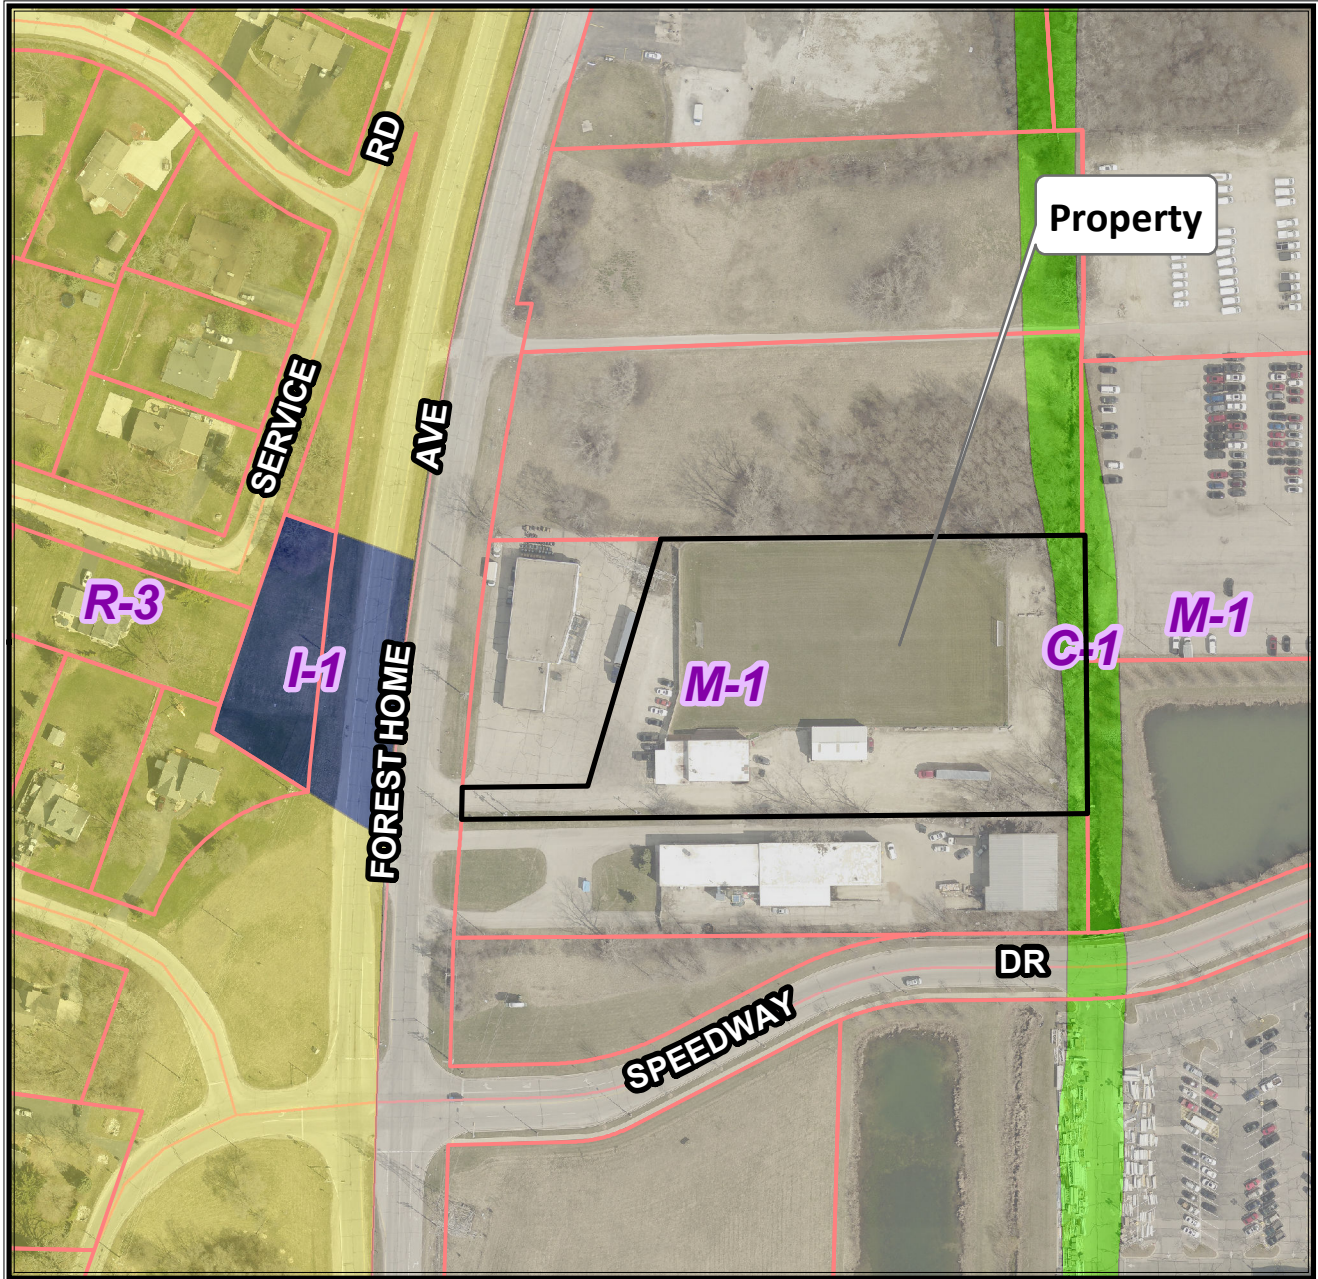 RD
Property
SERVICE
AVE
R-3
M-1
C-1
I-1
M-1
FOREST HOME
DR
SPEEDWAY